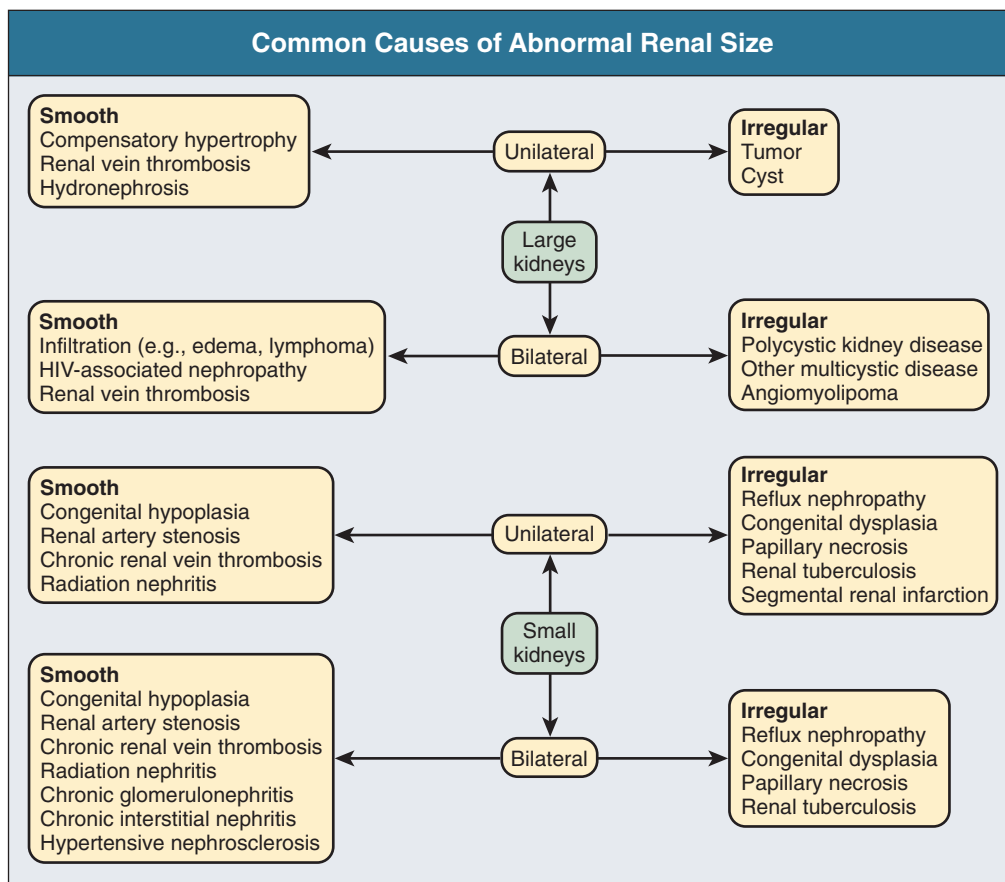 Common Causes of Abnormal Renal Size
Smooth
Compensatory hypertrophy
Renal vein thrombosis
Hydronephrosis
Unilateral
Irregular
Tumor
Cyst
Large
kidneys
Smooth
Infiltration (e.g., edema, lymphoma)
HIV-associated nephropathy
Renal vein thrombosis
Bilateral
Irregular
Polycystic kidney disease
Other multicystic disease
Angiomyolipoma
Smooth
Congenital hypoplasia
Renal artery stenosis
Chronic renal vein thrombosis
Radiation nephritis
Unilateral
Irregular
Reflux nephropathy
Congenital dysplasia
Papillary necrosis
Renal tuberculosis
Segmental renal infarction
Small
kidneys
Smooth
Congenital hypoplasia
Renal artery stenosis
Chronic renal vein thrombosis
Radiation nephritis
Chronic glomerulonephritis
Chronic interstitial nephritis
Hypertensive nephrosclerosis
Bilateral
Irregular
Reflux nephropathy
Congenital dysplasia
Papillary necrosis
Renal tuberculosis